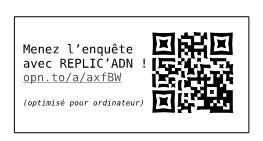 Menez l'enquête
avec REPLIC'ADN !
opn.to/a/axfBW
(optimisé pour ordinateur)